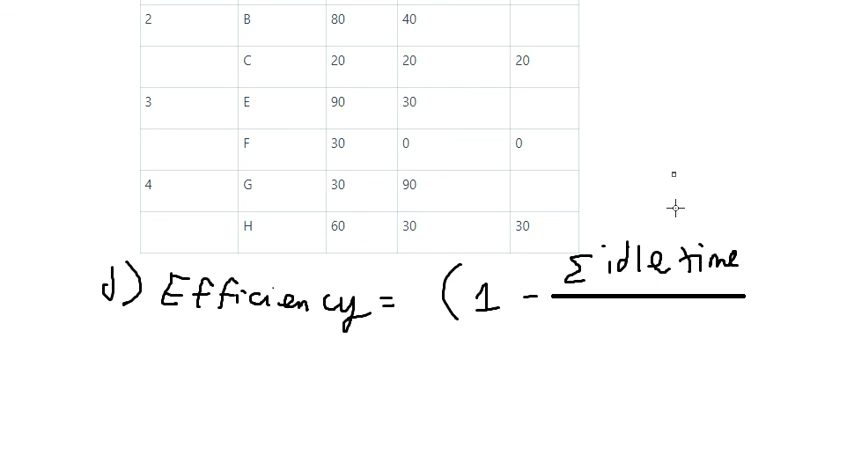 2 B 80 40
C 20 20 20
3 E 90 30
F 30 0 0
4 G 30 90
H 60 30 30
d) Efficiency = (1 - Σ idle time